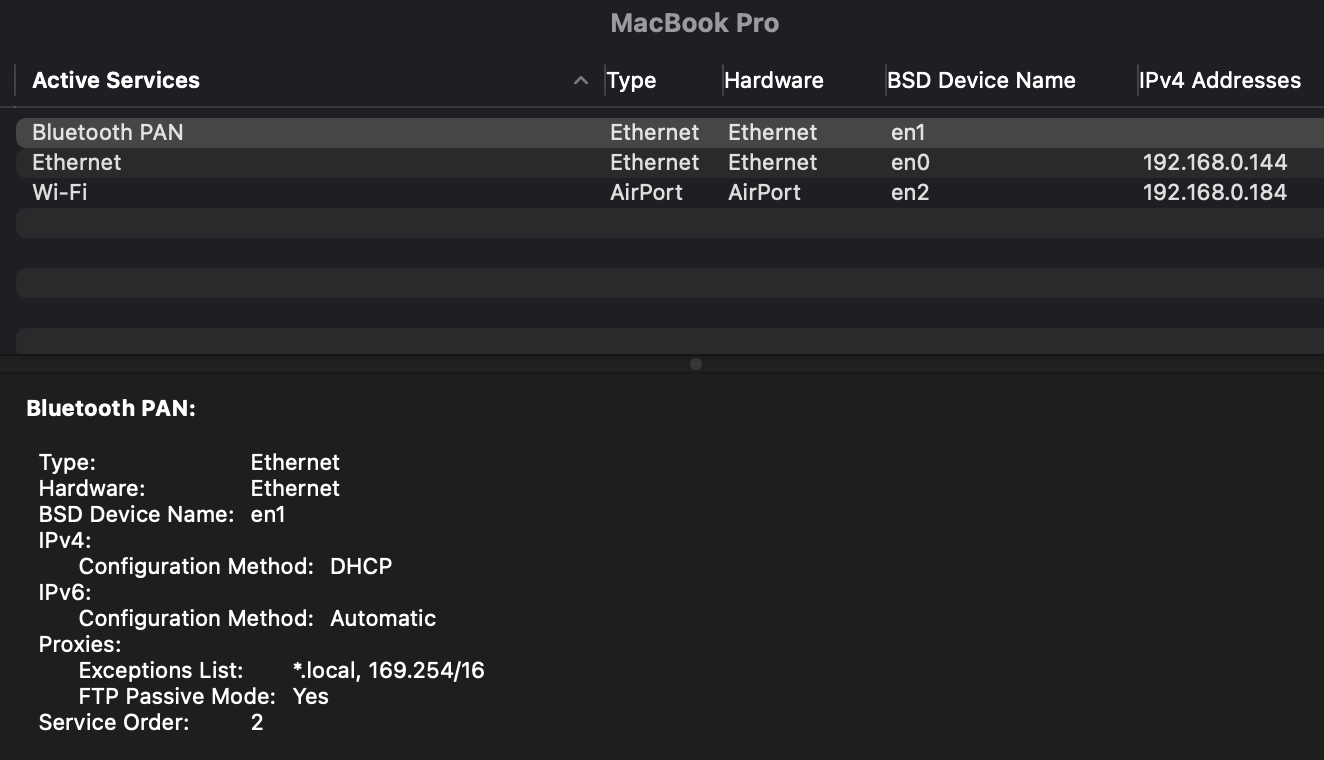 MacBook Pro
Active Services Type Hardware BSD Device Name IPv4 Addresses
Bluetooth PAN Ethernet Ethernet en1
Ethernet Ethernet Ethernet en0 192.168.0.144
Wi-Fi AirPort AirPort en2 192.168.0.184
Bluetooth PAN:
Type: Ethernet
Hardware: Ethernet
BSD Device Name: en1
IPv4:
Configuration Method: DHCP
IPv6:
Configuration Method: Automatic
Proxies:
Exceptions List: *.local, 169.254/16
FTP Passive Mode: Yes
Service Order: 2